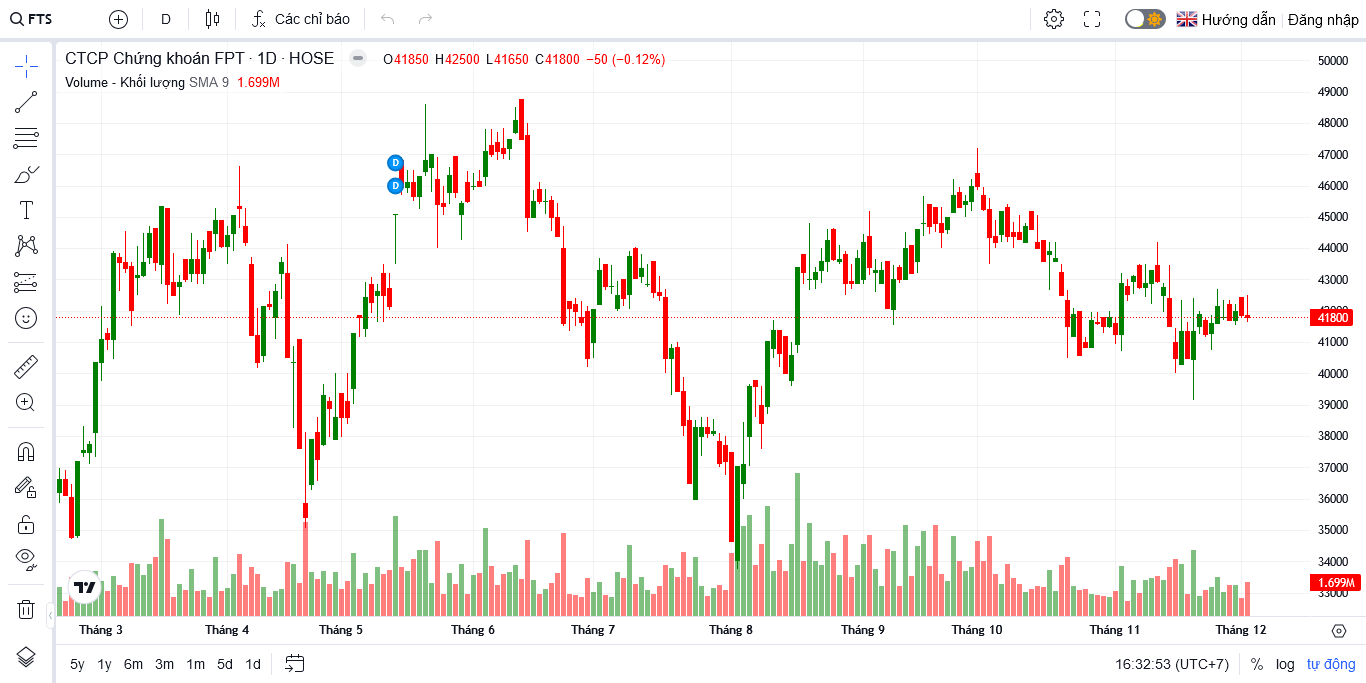 FTS D Các chỉ báo Hướng dẫn Đăng nhập
CTCP Chứng khoán FPT · 1D · HOSE O41850 H42500 L41650 C41800 −50 (−0.12%)
Volume - Khối lượng SMA 9 1.699M
D
D
50000
49000
48000
47000
46000
45000
44000
43000
41800
41000
40000
39000
38000
37000
36000
35000
34000
1.699M
33000
Tháng 3 Tháng 4 Tháng 5 Tháng 6 Tháng 7 Tháng 8 Tháng 9 Tháng 10 Tháng 11 Tháng 12
5y 1y 6m 3m 1m 5d 1d 16:32:53 (UTC+7) % log tự động